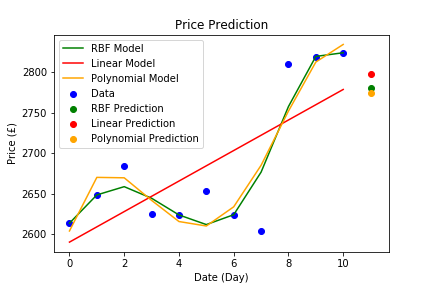 Price Prediction
RBF Model
Linear Model
Polynomial Model
Data
RBF Prediction
Linear Prediction
Polynomial Prediction
Price (£)
2800
2750
2700
2650
2600
0 2 4 6 8 10
Date (Day)